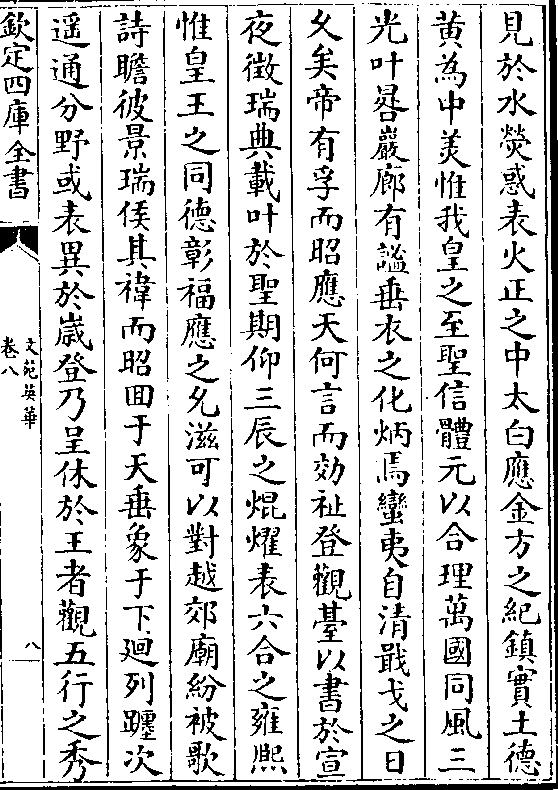 見於水熒惑表火正之中太白應金方之紀鎮實土德
黄為中美惟我皇之至聖信體元以合理萬國同風三
光叶晷巖廊有謐垂衣之化炳焉蠻夷自清戢戈之日
久矣帝有孚而昭應天何言而効祉登觀臺以書於宣
夜徵瑞典載叶於聖期仰三辰之焜燿表六合之雍熙
惟皇王之同德彰福應之允滋可以對越郊廟紛被歌
詩瞻彼景瑞俟其禕而昭囬于天垂象于下廻列躔次
遥通分野或表異於嵗登乃呈休於王者觀五行之秀
欽定四庫全書
文苑英華
卷八
八